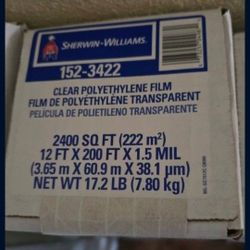 SHERWIN-WILLIAMS.
152-3422
CLEAR POLYETHYLENE FILM
FILM DE POLYÉTHYLÈNE TRANSPARENT
PELÍCULA DE POLIETILENO TRANSPARENTE
2400 SQ FT (222 m²)
12 FT X 200 FT X 1.5 MIL
(3.65 m X 60.9 m X 38.1 µm)
NET WT 17.2 LB (7.80 kg)